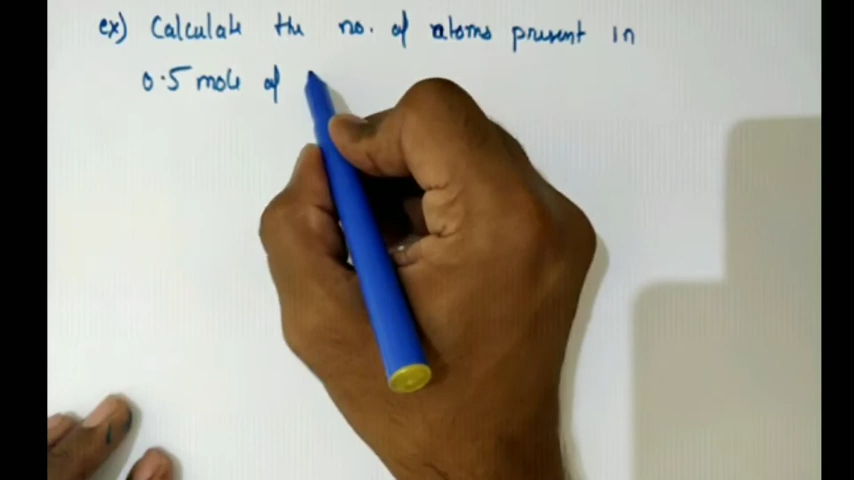 ex) Calculate the no. of atoms present in
0.5 mole of